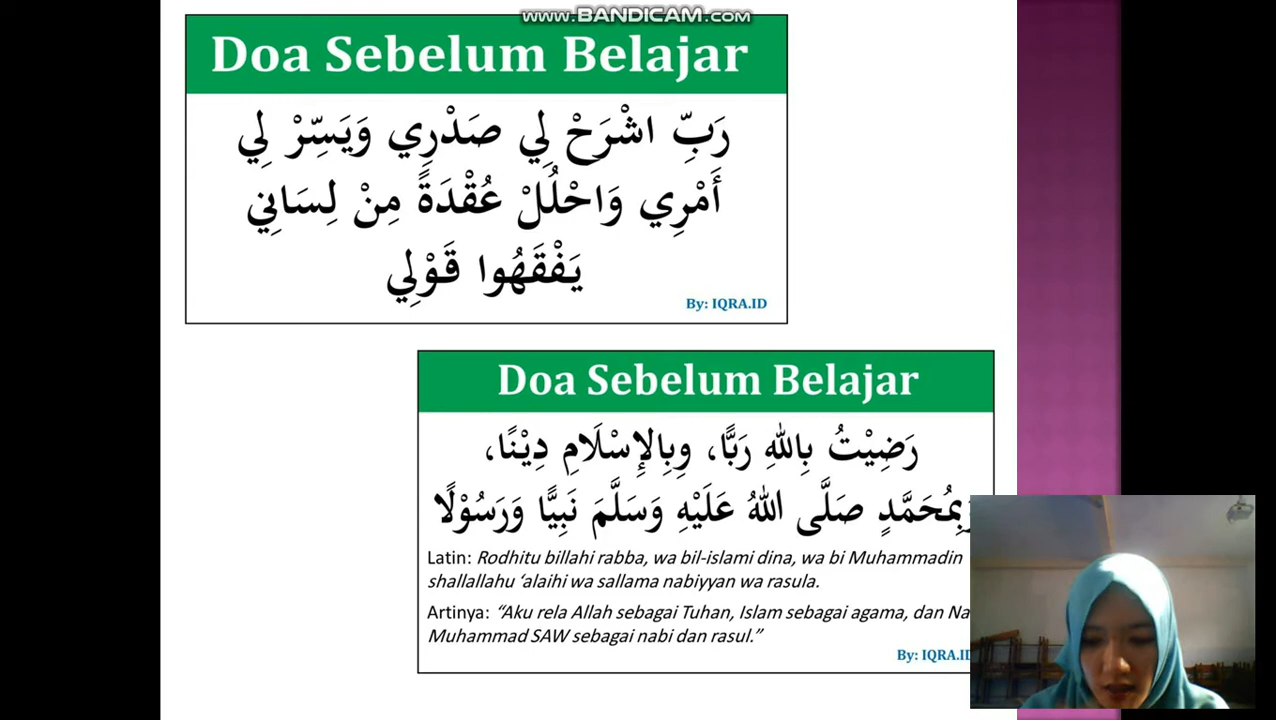 www.BANDICAM.com
Doa Sebelum Belajar
رَبِّ اشْرَحْ لِي صَدْرِي وَيَسِّرْ لِي
أَمْرِي وَاحْلُلْ عُقْدَةً مِنْ لِسَانِي
يَفْقَهُوا قَوْلِي
By: IQRA.ID
Doa Sebelum Belajar
رَضِيْتُ بِاللهِ رَبًّا، وِبِالإِسْلَامِ دِيْنًا،
وَبِمُحَمَّدٍ صَلَّى اللهُ عَلَيْهِ وَسَلَّمَ نَبِيًّا وَرَسُوْلًا
Latin: Rodhitu billahi rabba, wa bil-islami dina, wa bi Muhammadin
shallallahu ‘alaihi wa sallama nabiyyan wa rasula.
Artinya: “Aku rela Allah sebagai Tuhan, Islam sebagai agama, dan Na
Muhammad SAW sebagai nabi dan rasul.”
By: IQRA.ID